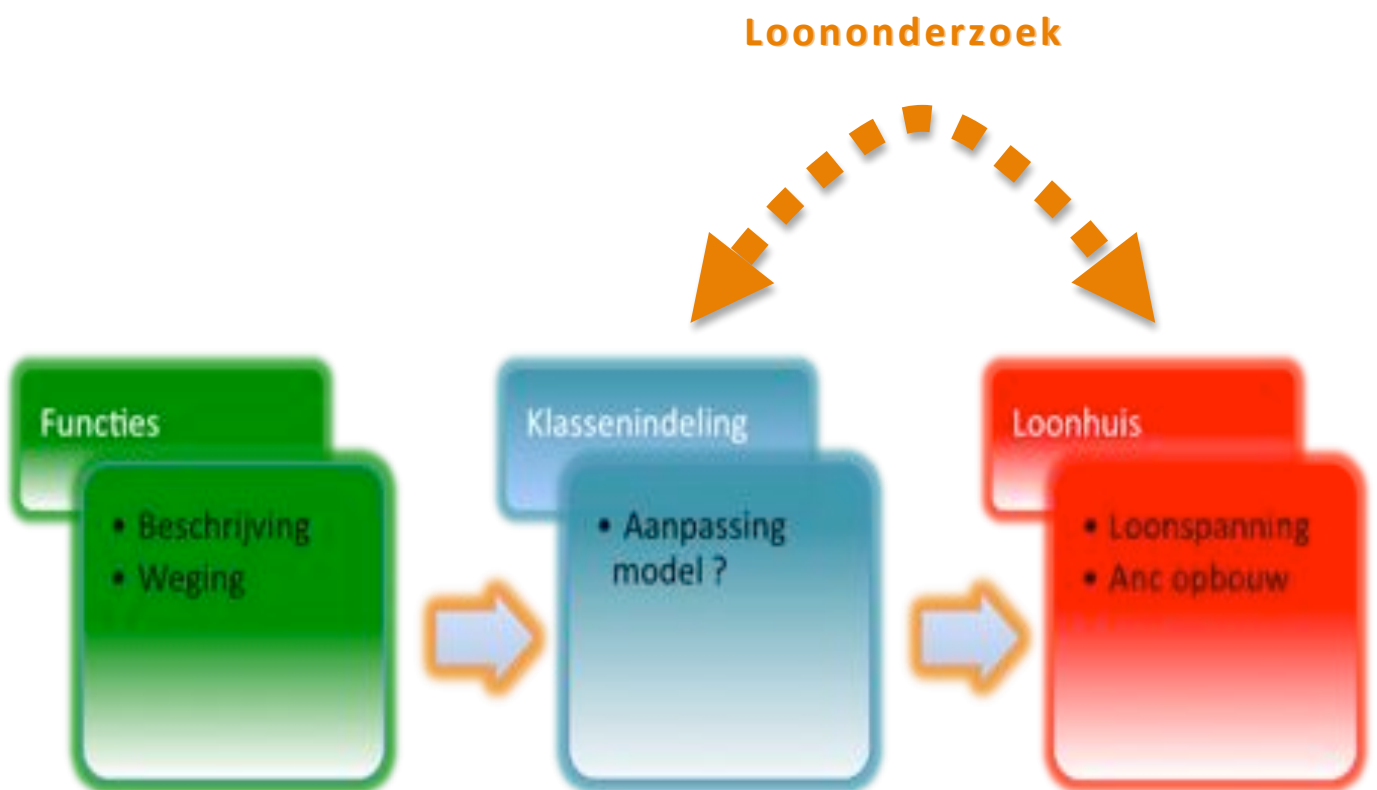 Loononderzoek
Functies
• Beschrijving
• Weging
Klassenindeling
• Aanpassing
model ?
Loonhuis
• Loonspanning
• Anc opbouw